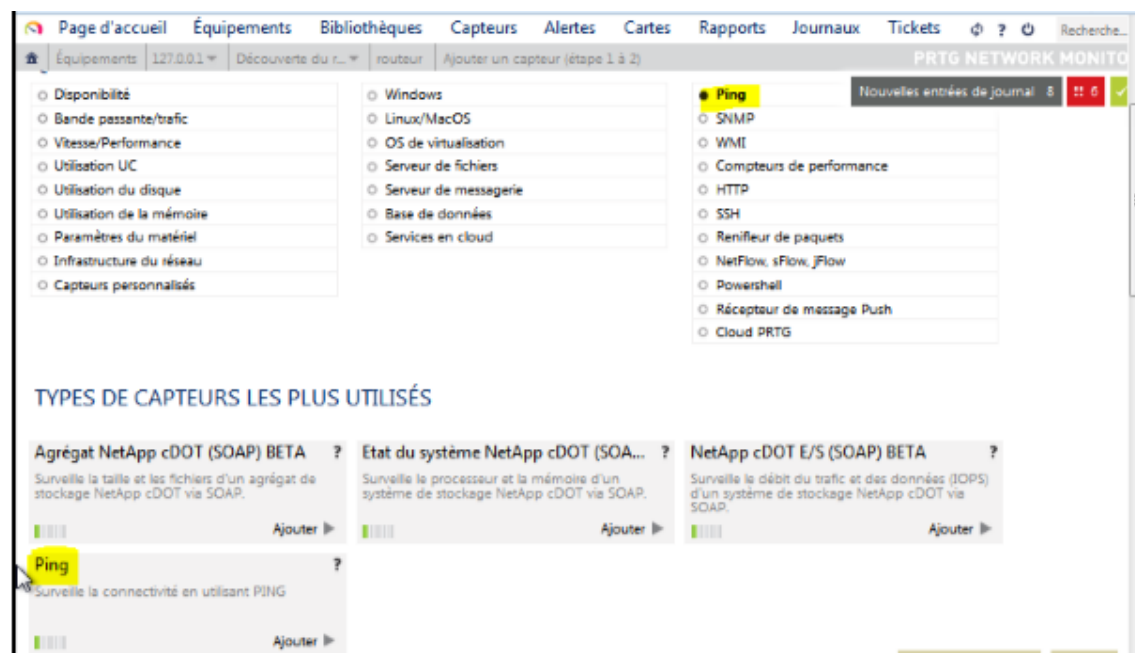 Page d'accueil Équipements Bibliothèques Capteurs Alertes Cartes Rapports Journaux Tickets ? Recherche...
Équipements 127.0.0.1 Découverte du r... routeur Ajouter un capteur (étape 1 à 2) PRTG NETWORK MONITO
Nouvelles entrées de journal 8 !! 6
Disponibilité
Bande passante/trafic
Vitesse/Performance
Utilisation UC
Utilisation du disque
Utilisation de la mémoire
Paramètres du matériel
Infrastructure du réseau
Capteurs personnalisés
Windows
Linux/MacOS
OS de virtualisation
Serveur de fichiers
Serveur de messagerie
Base de données
Services en cloud
Ping
SNMP
WMI
Compteurs de performance
HTTP
SSH
Renifleur de paquets
NetFlow, sFlow, jFlow
Powershell
Récepteur de message Push
Cloud PRTG
TYPES DE CAPTEURS LES PLUS UTILISÉS
Agrégat NetApp cDOT (SOAP) BETA ?
Surveille la taille et les fichiers d'un agrégat de
stockage NetApp cDOT via SOAP.
Ajouter
Etat du système NetApp cDOT (SOA... ?
Surveille le processeur et la mémoire d'un
système de stockage NetApp cDOT via SOAP.
Ajouter
NetApp cDOT E/S (SOAP) BETA ?
Surveille le débit du trafic et des données (IOPS)
d'un système de stockage NetApp cDOT via
SOAP.
Ajouter
Ping ?
Surveille la connectivité en utilisant PING
Ajouter